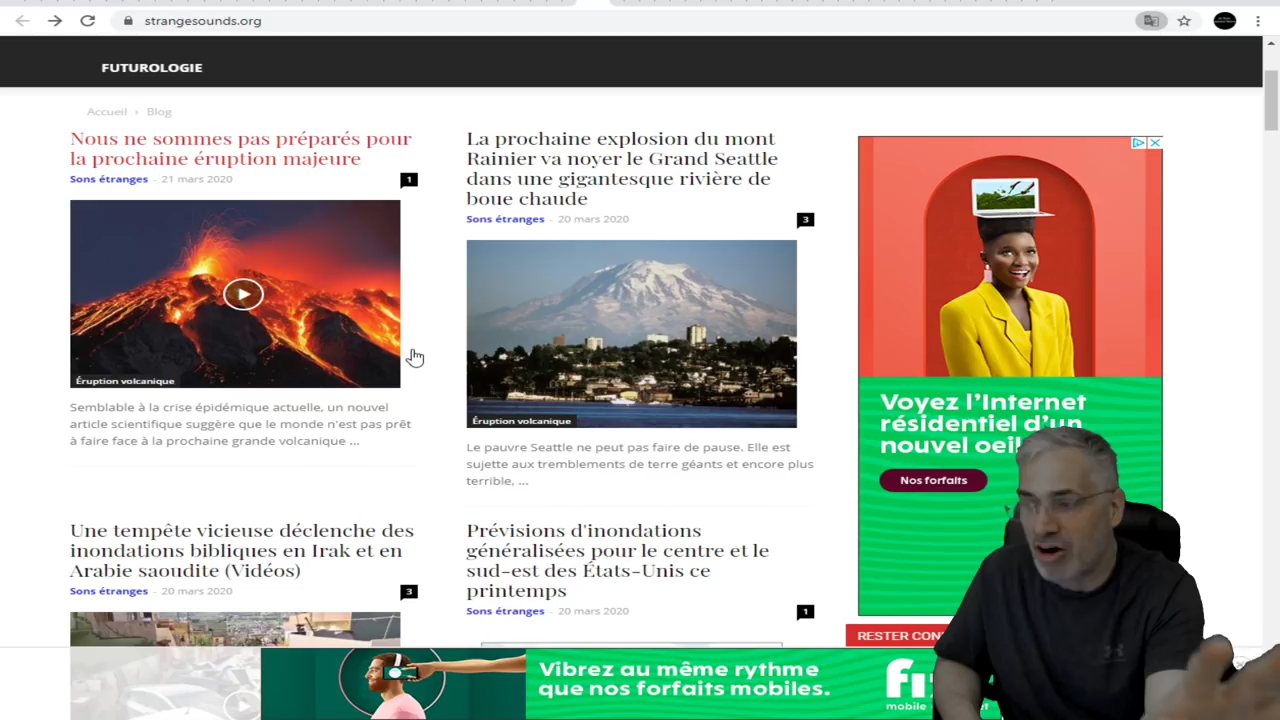 strangesounds.org
FUTUROLOGIE
Accueil › Blog
Nous ne sommes pas préparés pour
la prochaine éruption majeure
Sons étranges - 21 mars 2020
1
Éruption volcanique
Semblable à la crise épidémique actuelle, un nouvel
article scientifique suggère que le monde n'est pas prêt
à faire face à la prochaine grande volcanique ...
La prochaine explosion du mont
Rainier va noyer le Grand Seattle
dans une gigantesque rivière de
boue chaude
Sons étranges - 20 mars 2020
3
Éruption volcanique
Le pauvre Seattle ne peut pas faire de pause. Elle est
sujette aux tremblements de terre géants et encore plus
terrible, ...
Une tempête vicieuse déclenche des
inondations bibliques en Irak et en
Arabie saoudite (Vidéos)
Sons étranges - 20 mars 2020
3
Prévisions d'inondations
généralisées pour le centre et le
sud-est des États-Unis ce
printemps
Sons étranges - 20 mars 2020
1
Voyez l'Internet
résidentiel d'un
nouvel oeil
Nos forfaits
RESTER
Vibrez au même rythme
que nos forfaits mobiles.
mobile